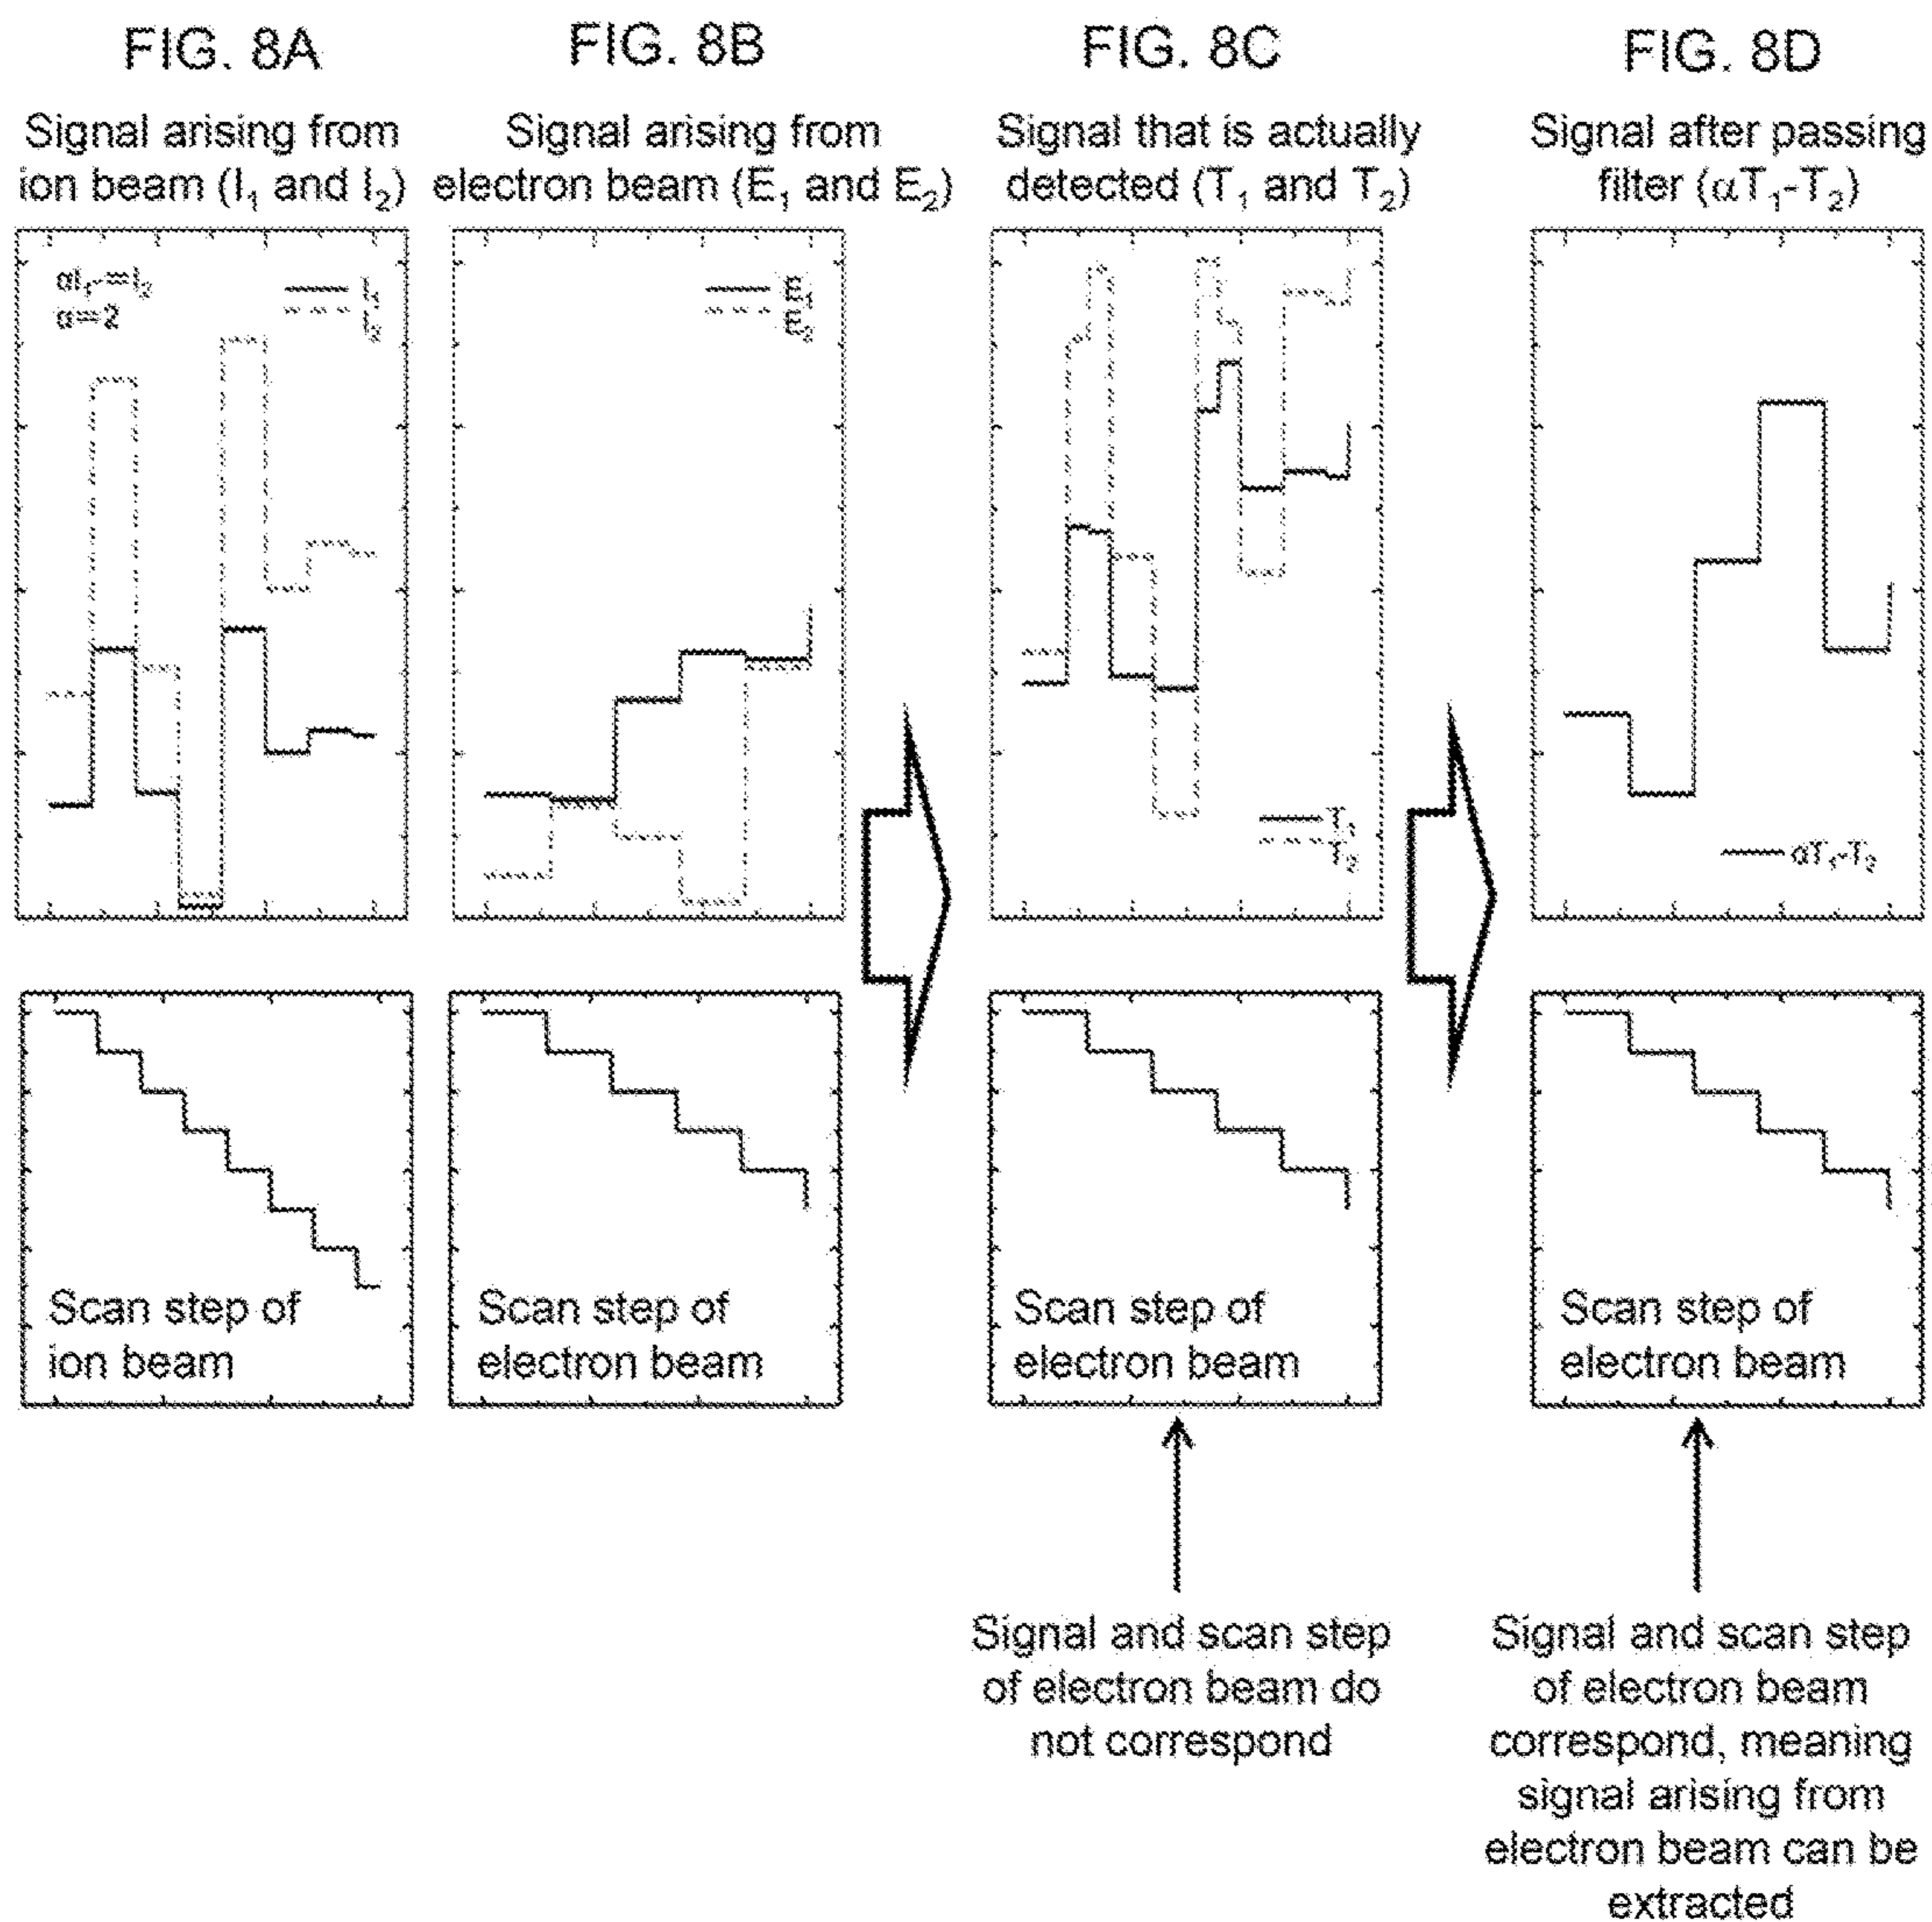 FIG. 8A
Signal arising from
ion beam (I₁ and I₂)
αI₁-=I₂
α=2
I₁
I₂
Scan step of
ion beam
FIG. 8B
Signal arising from
electron beam (E₁ and E₂)
E₁
E₂
Scan step of
electron beam
FIG. 8C
Signal that is actually
detected (T₁ and T₂)
T₁
T₂
Scan step of
electron beam
Signal and scan step
of electron beam do
not correspond
FIG. 8D
Signal after passing
filter (αT₁-T₂)
αT₁-T₂
Scan step of
electron beam
Signal and scan step
of electron beam
correspond, meaning
signal arising from
electron beam can be
extracted